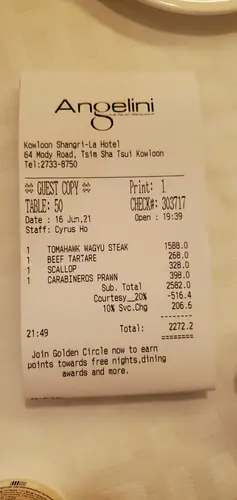 Angelini
Kowloon Shangri-La Hotel
64 Mody Road, Tsim Sha Tsui Kowloon
Tel:2733-8750
GUEST COPY Print: 1
TABLE: 50 CHECK#: 303717
Date : 16 Jun,21 Open : 19:39
Staff: Cyrus Ho
1 TOMAHAWK WAGYU STEAK 1588.0
1 BEEF TARTARE 268.0
1 SCALLOP 328.0
1 CARABINEROS PRAWN 398.0
Sub. Total 2582.0
Courtesy__20% -516.4
10% Svc.Chg 206.6
--------
21:49 Total: 2272.2
========
Join Golden Circle now to earn
points towards free nights,dining
awards and more.